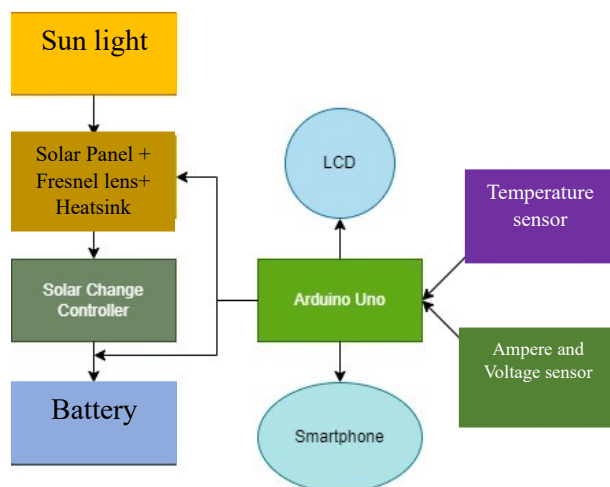 Sun light
Solar Panel +
Fresnel lens+
Heatsink
Solar Change
Controller
Battery
LCD
Arduino Uno
Smartphone
Temperature
sensor
Ampere and
Voltage sensor